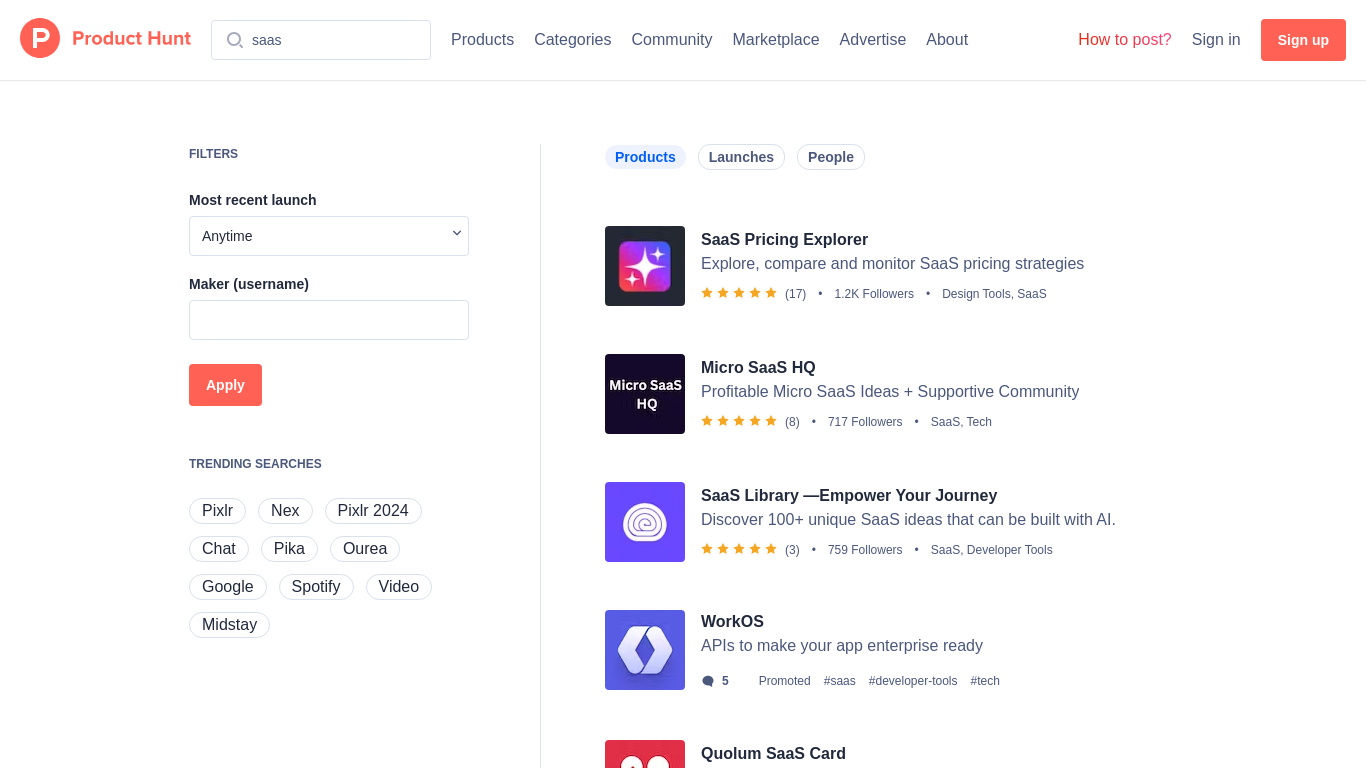 Product Hunt
saas
Products Categories Community Marketplace Advertise About
How to post? Sign in Sign up
FILTERS
Most recent launch
Anytime
Maker (username)
Apply
TRENDING SEARCHES
Pixlr Nex Pixlr 2024
Chat Pika Ourea
Google Spotify Video
Midstay
Products Launches People
SaaS Pricing Explorer
Explore, compare and monitor SaaS pricing strategies
(17) • 1.2K Followers • Design Tools, SaaS
Micro SaaS
HQ
Micro SaaS HQ
Profitable Micro SaaS Ideas + Supportive Community
(8) • 717 Followers • SaaS, Tech
SaaS Library —Empower Your Journey
Discover 100+ unique SaaS ideas that can be built with AI.
(3) • 759 Followers • SaaS, Developer Tools
WorkOS
APIs to make your app enterprise ready
5 Promoted #saas #developer-tools #tech
Quolum SaaS Card